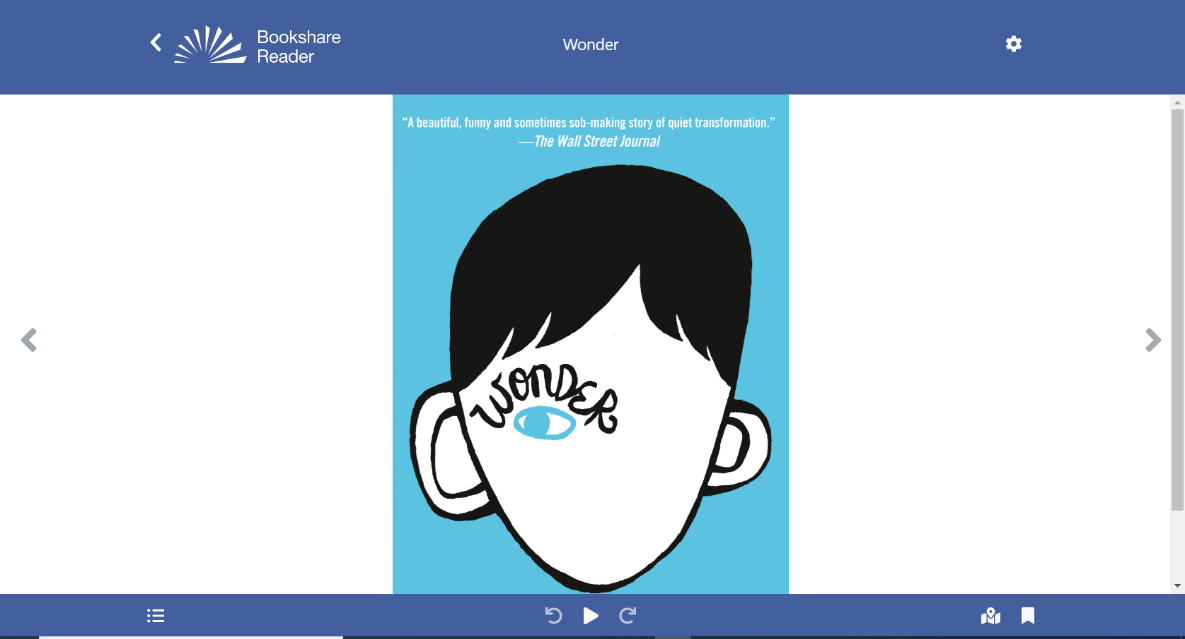 Bookshare
Reader
Wonder
“A beautiful, funny and sometimes sob-making story of quiet transformation.”
—The Wall Street Journal
WONDER